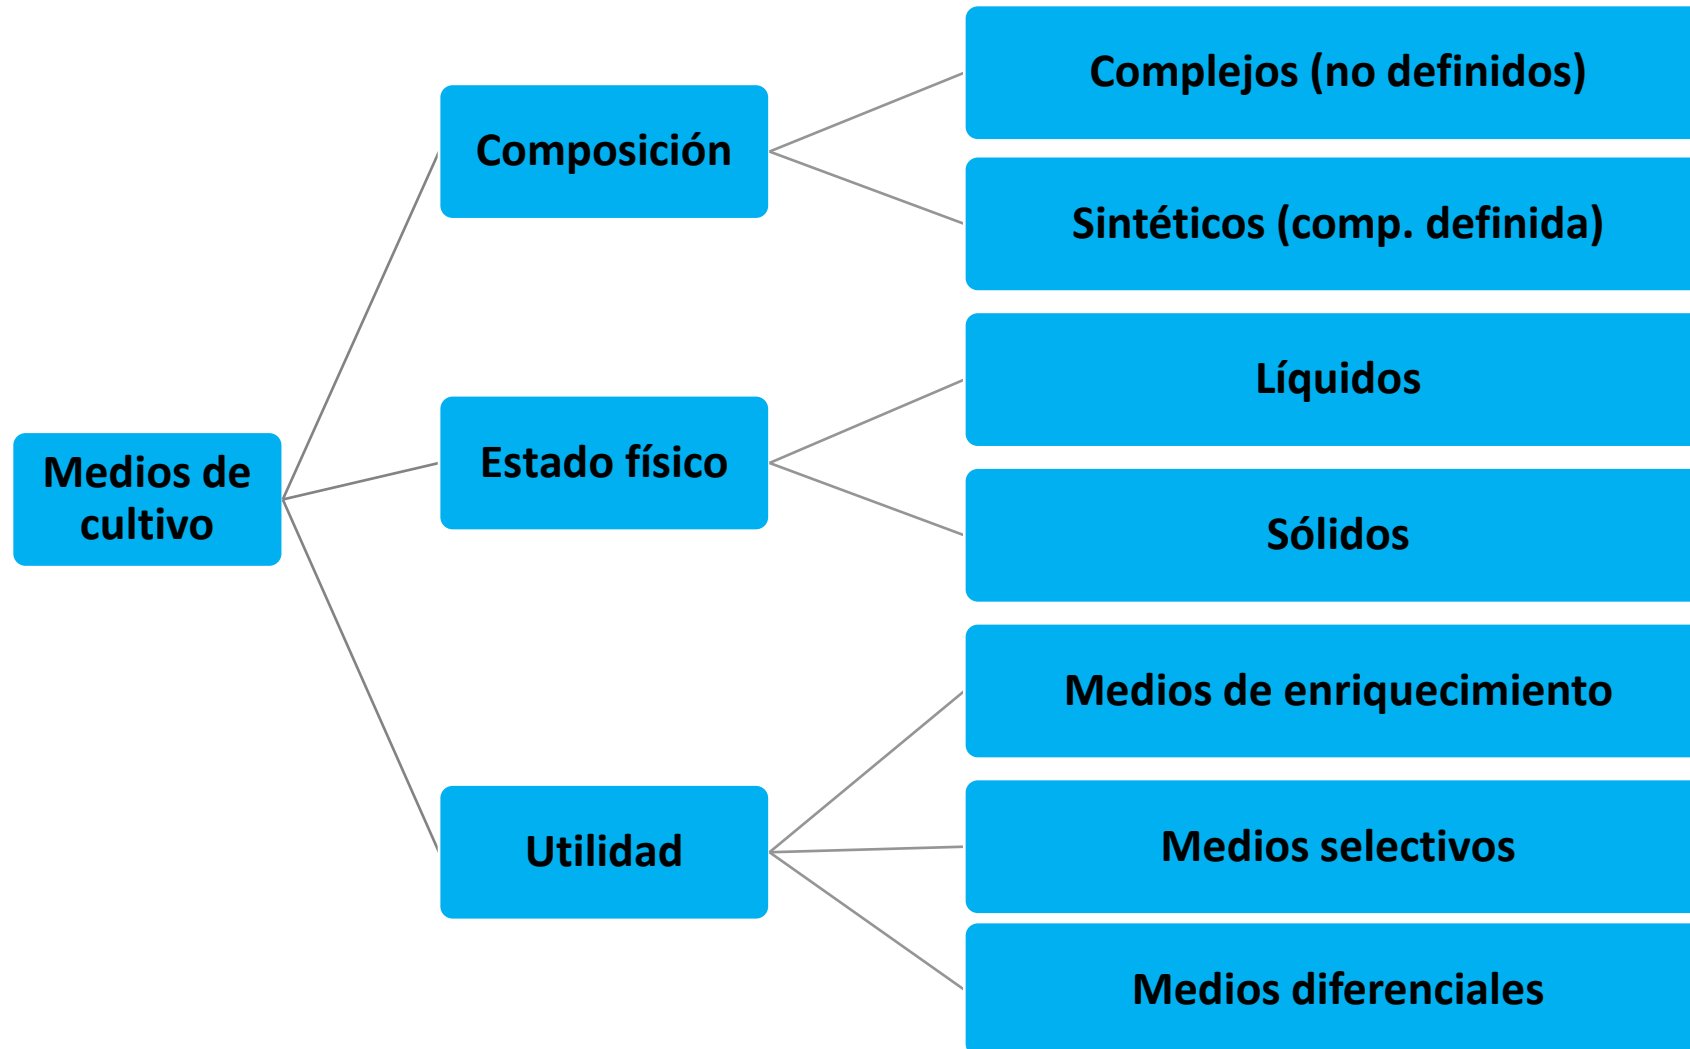 Medios de
cultivo
Composición
Complejos (no definidos)
Sintéticos (comp. definida)
Estado físico
Líquidos
Sólidos
Utilidad
Medios de enriquecimiento
Medios selectivos
Medios diferenciales